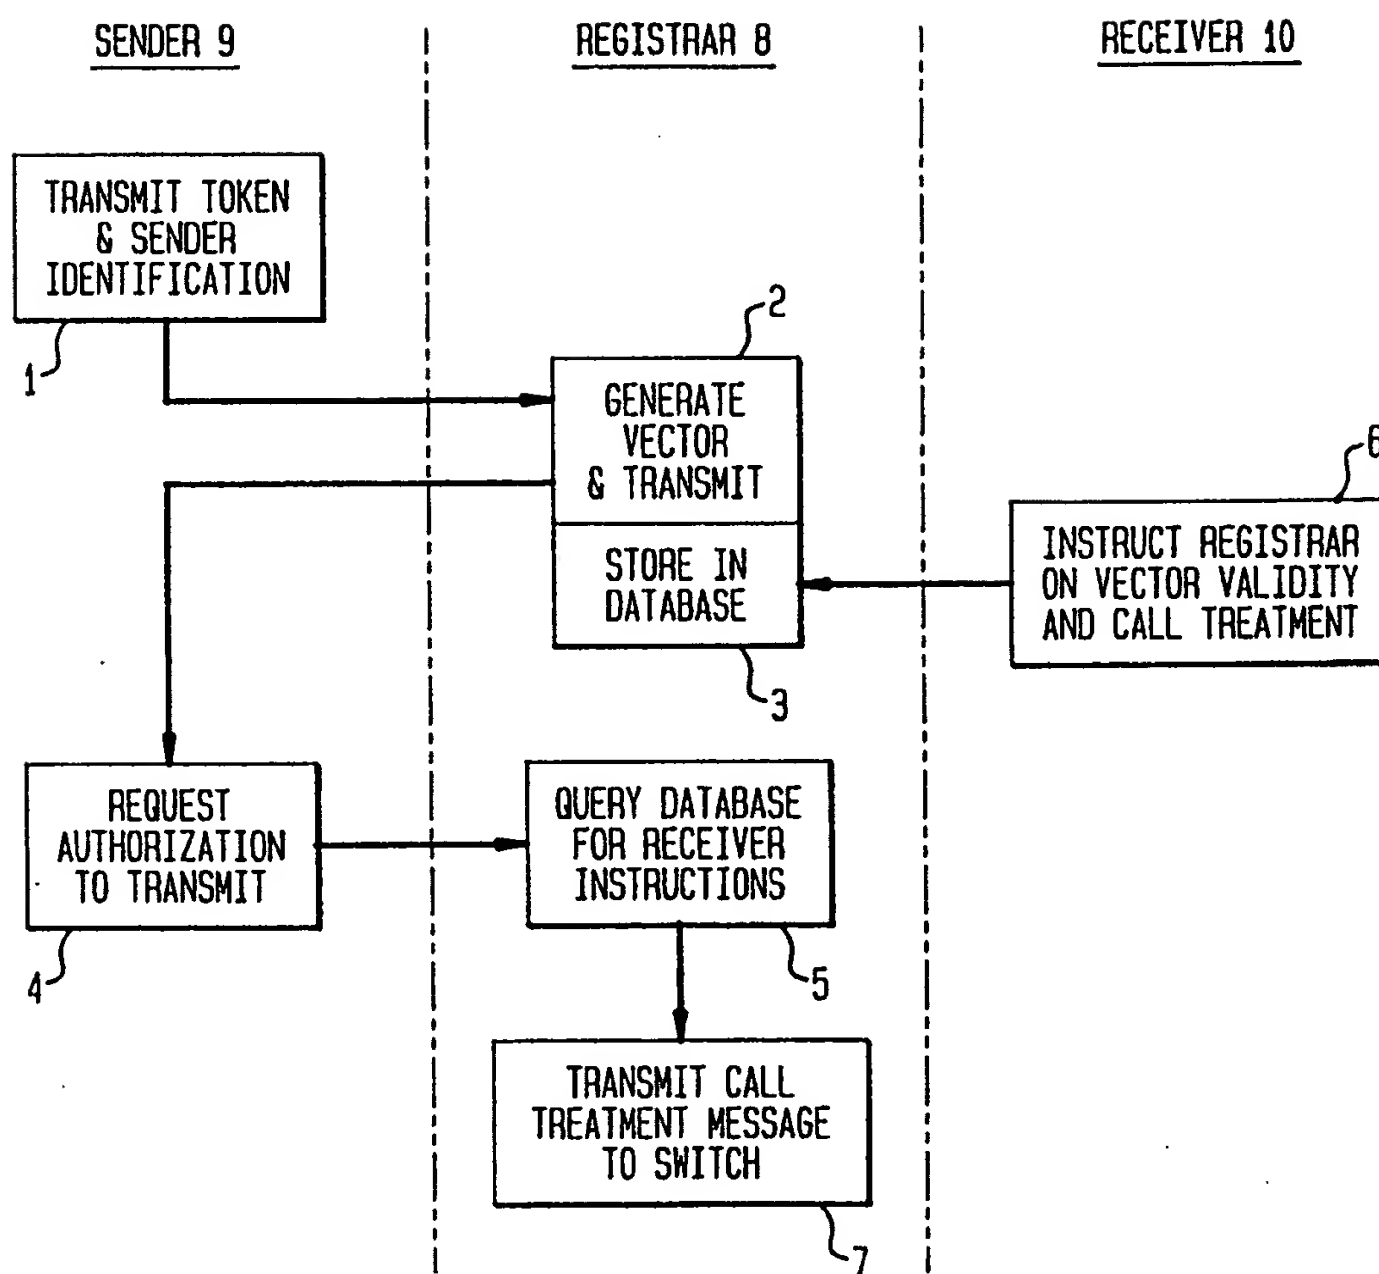 SENDER 9
REGISTRAR 8
RECEIVER 10
TRANSMIT TOKEN
& SENDER
IDENTIFICATION
1
2
GENERATE
VECTOR
& TRANSMIT
STORE IN
DATABASE
3
6
INSTRUCT REGISTRAR
ON VECTOR VALIDITY
AND CALL TREATMENT
REQUEST
AUTHORIZATION
TO TRANSMIT
4
QUERY DATABASE
FOR RECEIVER
INSTRUCTIONS
5
TRANSMIT CALL
TREATMENT MESSAGE
TO SWITCH
7